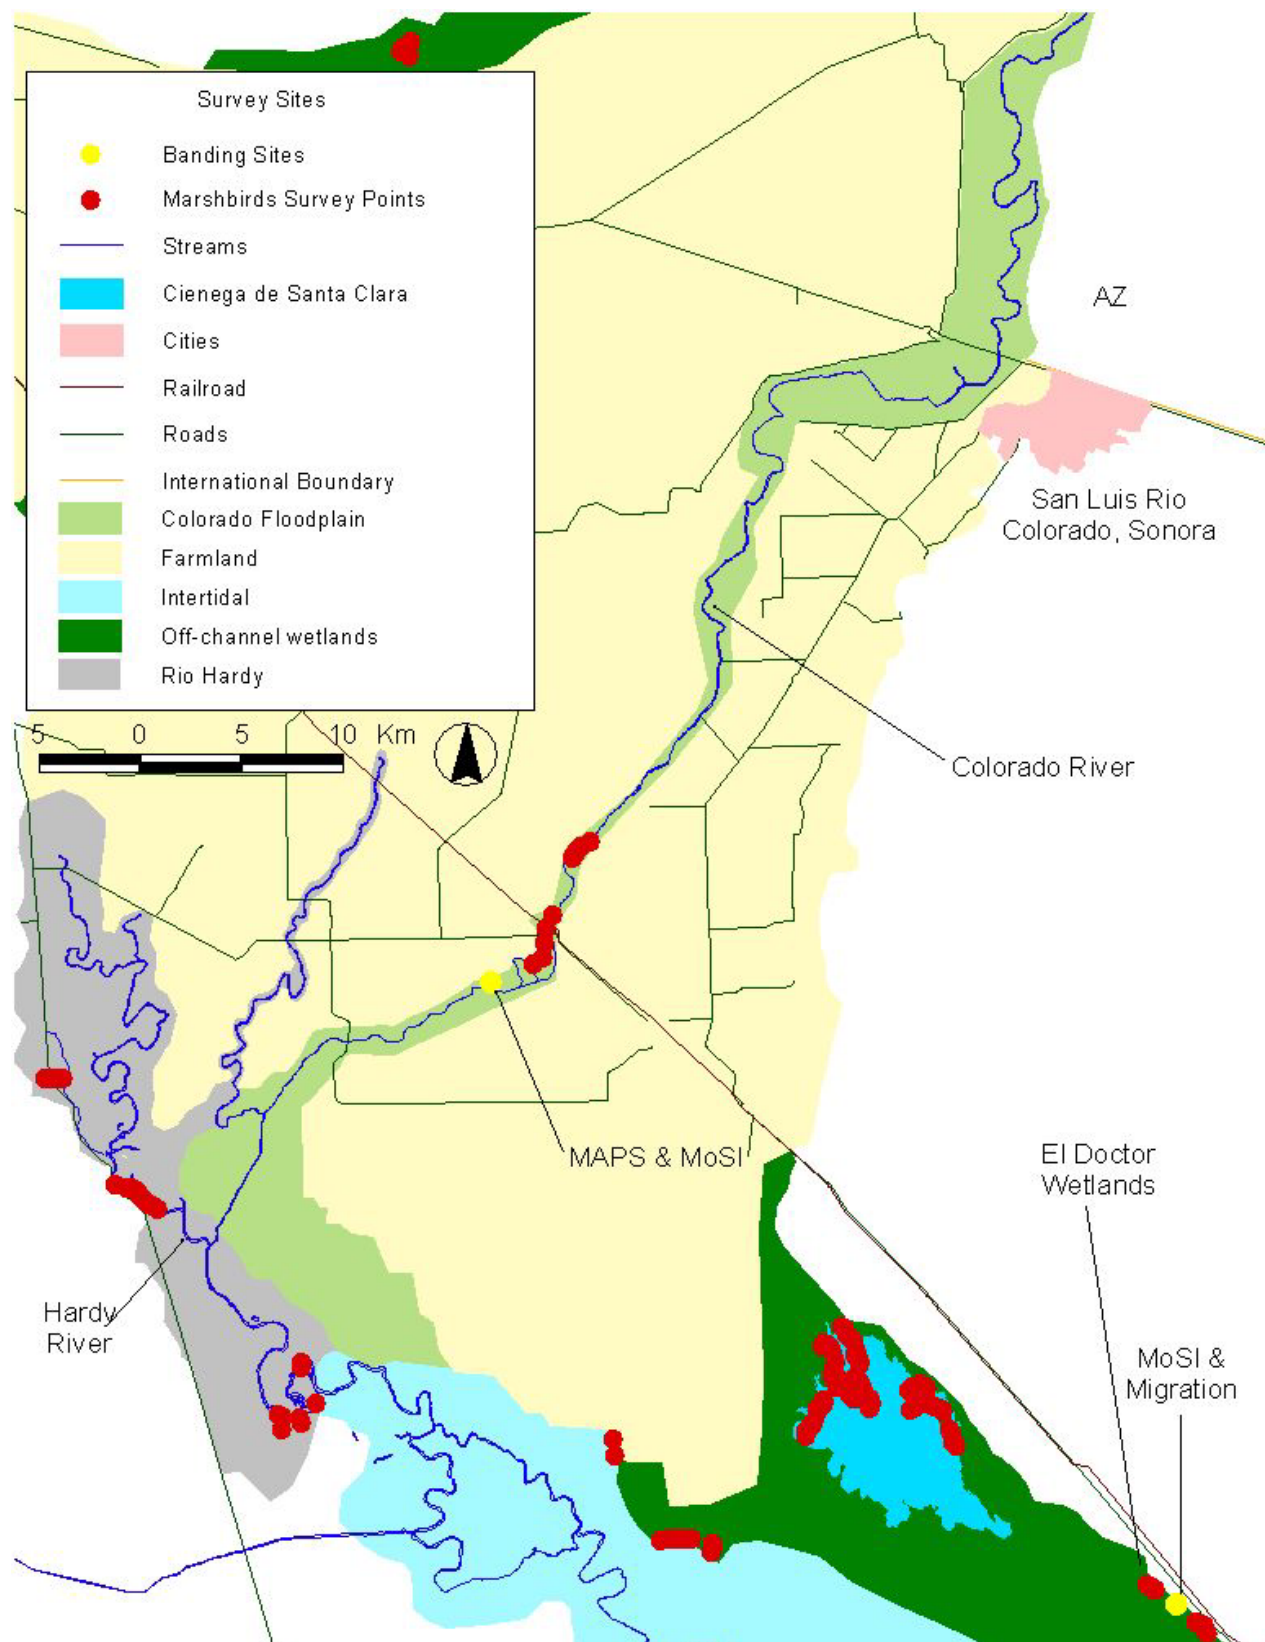 Survey Sites
Banding Sites
Marshbirds Survey Points
Streams
Cienega de Santa Clara
Cities
Railroad
Roads
International Boundary
Colorado Floodplain
Farmland
Intertidal
Off-channel wetlands
Rio Hardy
5 0 5 10 Km
AZ
San Luis Rio
Colorado, Sonora
Colorado River
MAPS & MoSI
El Doctor
Wetlands
Hardy
River
MoSI &
Migration